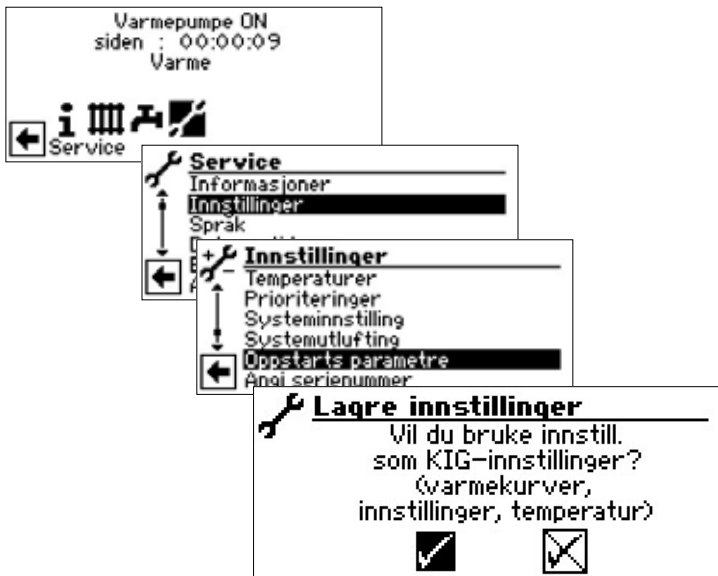 Varmepumpe ON
siden : 00:00:09
Varme
Service
Service
Informasjoner
Innstillinger
Språk
Innstillinger
Temperaturer
Prioriteringer
Systeminnstilling
Systemutlufting
Oppstarts parametre
Angi serienummer
Lagre innstillinger
Vil du bruke innstill.
som KIG-innstillinger?
(varmekurver,
innstillinger, temperatur)